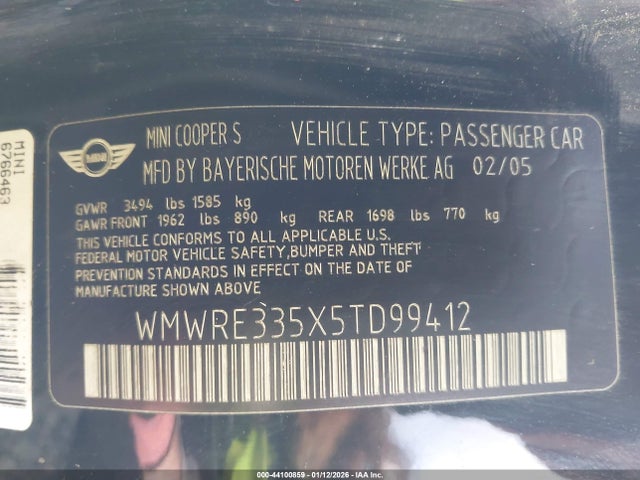 MINI COOPER S VEHICLE TYPE: PASSENGER CAR
MINI
MFD BY BAYERISCHE MOTOREN WERKE AG 02/05
GVWR 3494 lbs 1585 kg
GAWR FRONT 1962 lbs 890 kg REAR 1698 lbs 770 kg
THIS VEHICLE CONFORMS TO ALL APPLICABLE U.S.
FEDERAL MOTOR VEHICLE SAFETY,BUMPER AND THEFT
PREVENTION STANDARDS IN EFFECT ON THE DATE OF
MANUFACTURE SHOWN ABOVE
WMWRE335X5TD99412
MINI
6766463
000-44100859 - 01/12/2026 - IAA Inc.